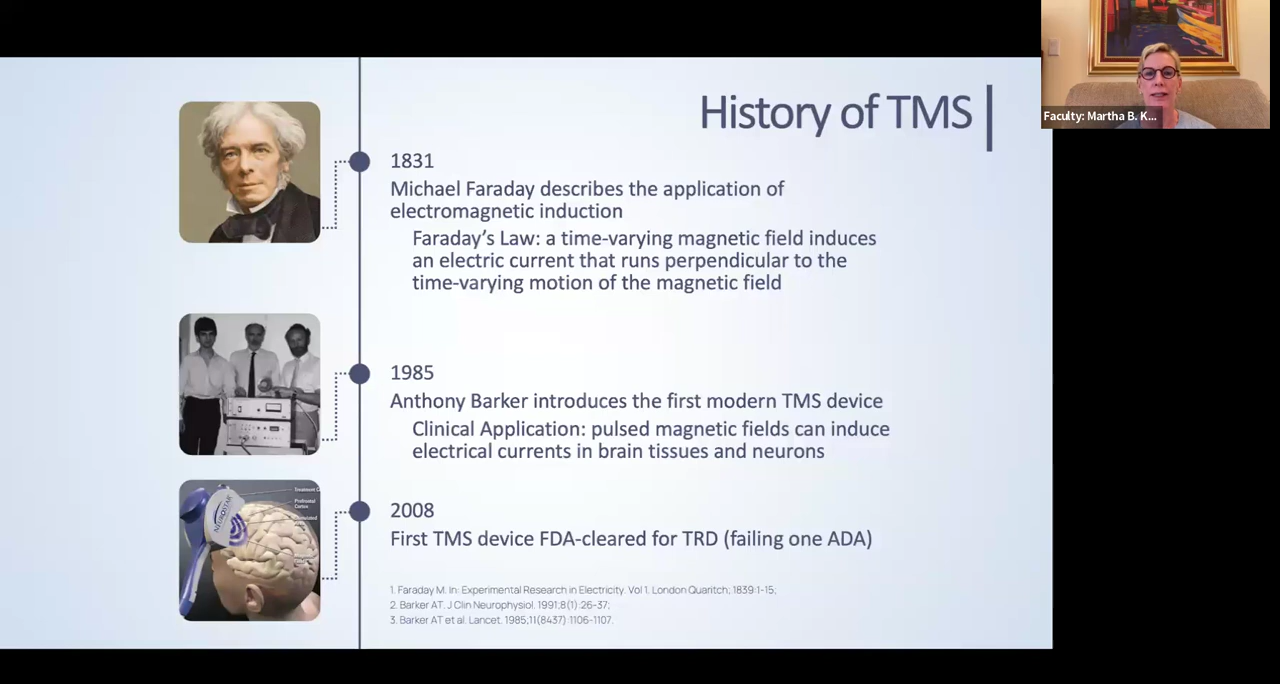 History of TMS
Faculty: Martha B. K...
1831
Michael Faraday describes the application of
electromagnetic induction
Faraday's Law: a time-varying magnetic field induces
an electric current that runs perpendicular to the
time-varying motion of the magnetic field
1985
Anthony Barker introduces the first modern TMS device
Clinical Application: pulsed magnetic fields can induce
electrical currents in brain tissues and neurons
NEUROSTAR
Treatment C
Prefrontal
Cortex
2008
First TMS device FDA-cleared for TRD (failing one ADA)
1. Faraday M. In: Experimental Research in Electricity. Vol 1. London Quaritch; 1839:1-15;
2. Barker AT. J Clin Neurophysiol. 1991;8(1):26-37;
3. Barker AT et al. Lancet. 1985;11(8437):1106-1107.